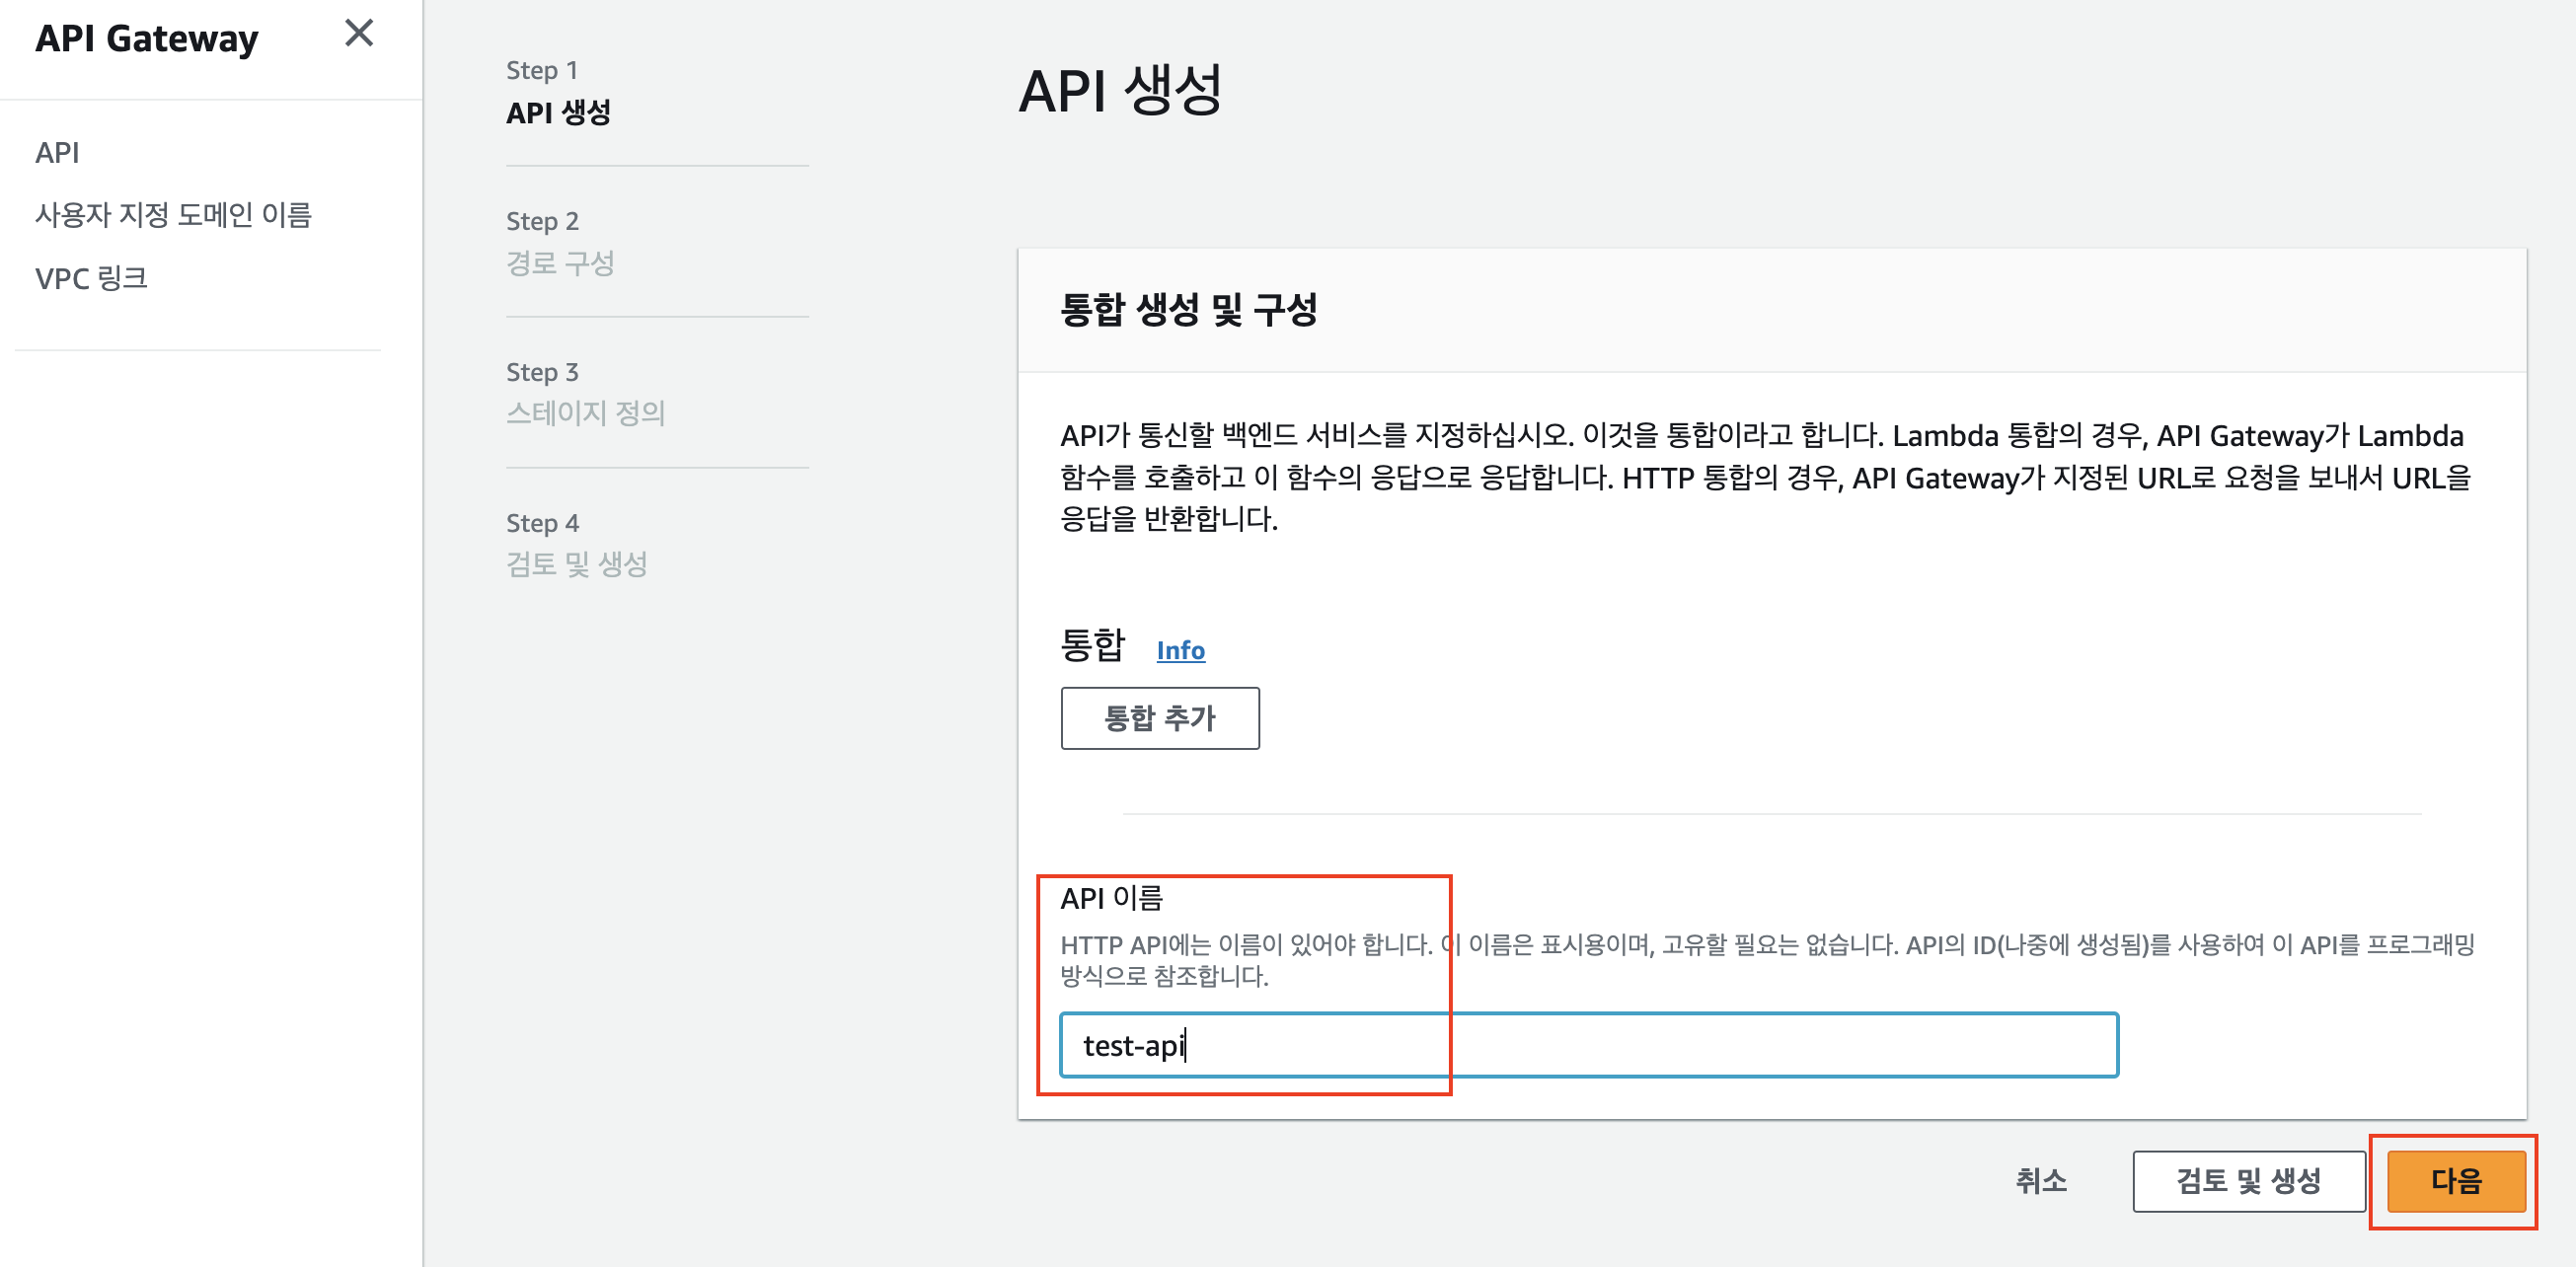 API Gateway
API
사용자 지정 도메인 이름
VPC 링크
Step 1
API 생성
Step 2
경로 구성
Step 3
스테이지 정의
Step 4
검토 및 생성
API 생성
통합 생성 및 구성
API가 통신할 백엔드 서비스를 지정하십시오. 이것을 통합이라고 합니다. Lambda 통합의 경우, API Gateway가 Lambda
함수를 호출하고 이 함수의 응답으로 응답합니다. HTTP 통합의 경우, API Gateway가 지정된 URL로 요청을 보내서 URL을
응답을 반환합니다.
통합 Info
통합 추가
API 이름
HTTP API에는 이름이 있어야 합니다. 이 이름은 표시용이며, 고유할 필요는 없습니다. API의 ID(나중에 생성됨)를 사용하여 이 API를 프로그래밍
방식으로 참조합니다.
test-api
취소
검토 및 생성
다음